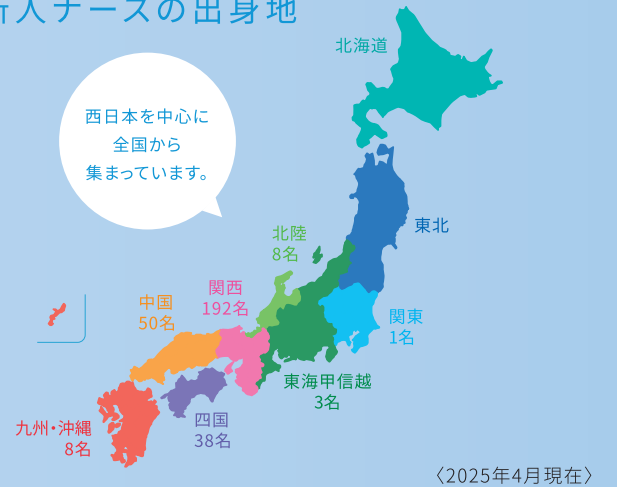 人ナースの出身地
北海道
西日本を中心に
全国から
集まっています。
東北
北陸
8名
関西
192名
中国
50名
関東
1名
東海甲信越
3名
四国
38名
九州・沖縄
8名
〈2025年4月現在〉